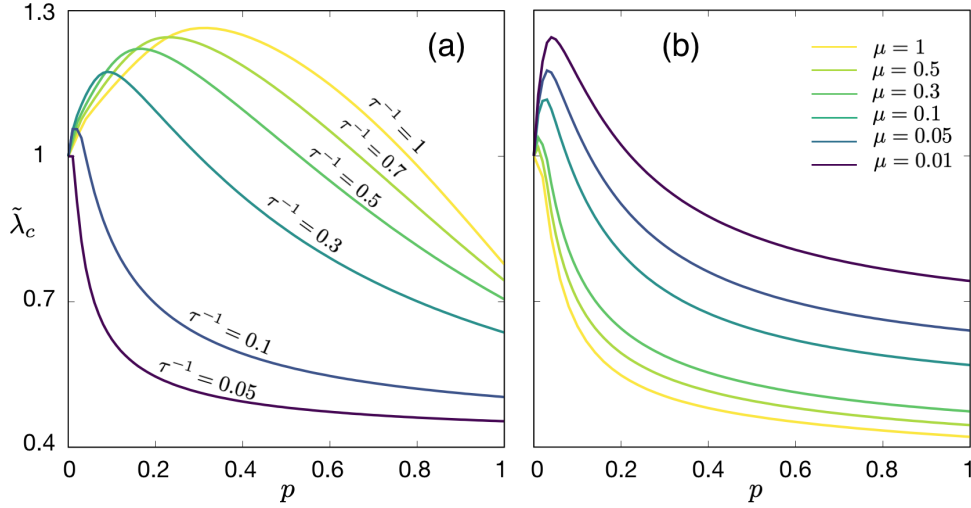 1.3
1
0.7
0.4
λ̃_c
(a)
τ⁻¹ = 1
τ⁻¹ = 0.7
τ⁻¹ = 0.5
τ⁻¹ = 0.3
τ⁻¹ = 0.1
τ⁻¹ = 0.05
0 0.2 0.4 0.6 0.8 1
p
(b)
μ = 1
μ = 0.5
μ = 0.3
μ = 0.1
μ = 0.05
μ = 0.01
0 0.2 0.4 0.6 0.8 1
p